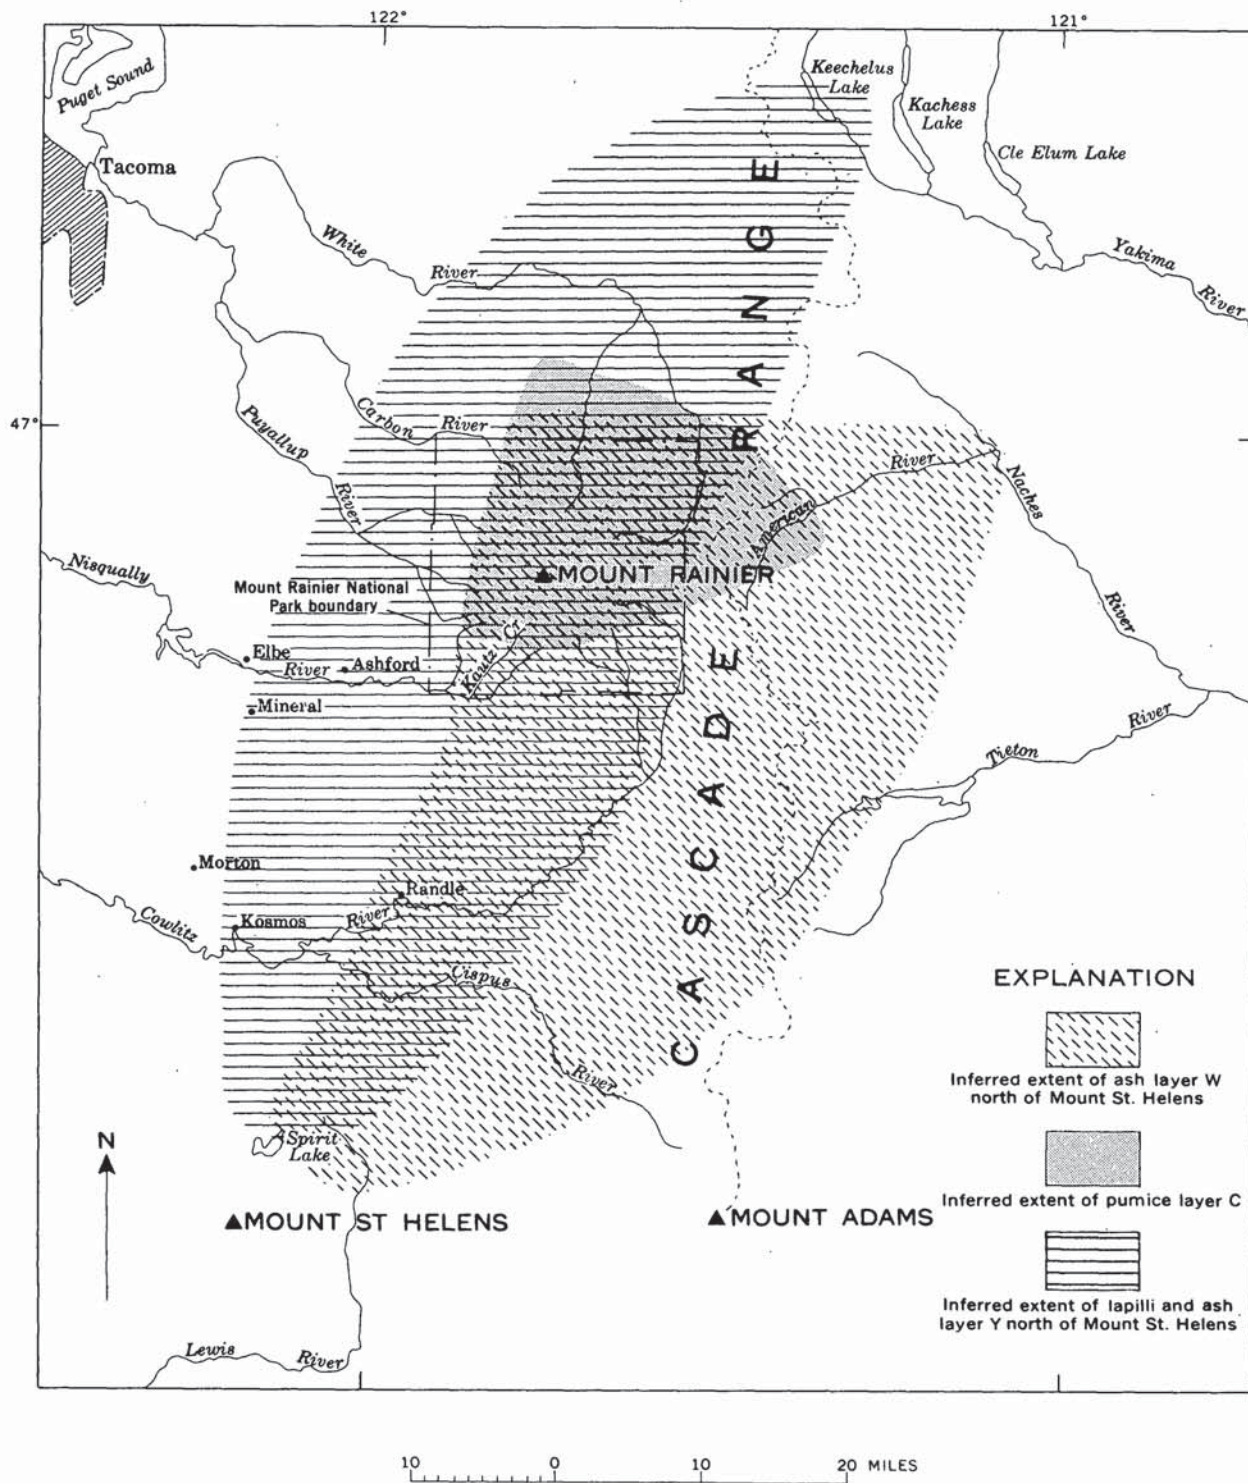 122°
121°
Puget Sound
Keechelus
Lake
Kachess
Lake
Cle Elum Lake
Tacoma
White
River
Yakima
River
47°
Carbon
River
Puyallup
River
American
River
Naches
River
Nisqually
River
Mount Rainier National
Park boundary
MOUNT RAINIER
Elbe
Ashford
Kautz Cr.
Mineral
Tieton
River
CASCADE RANGE
Morton
Randle
Cowlitz
River
Kosmos
Cispus
River
Spirit
Lake
N
MOUNT ST HELENS
MOUNT ADAMS
Lewis
River
EXPLANATION
Inferred extent of ash layer W
north of Mount St. Helens
Inferred extent of pumice layer C
Inferred extent of lapilli and ash
layer Y north of Mount St. Helens
10 0 10 20 MILES